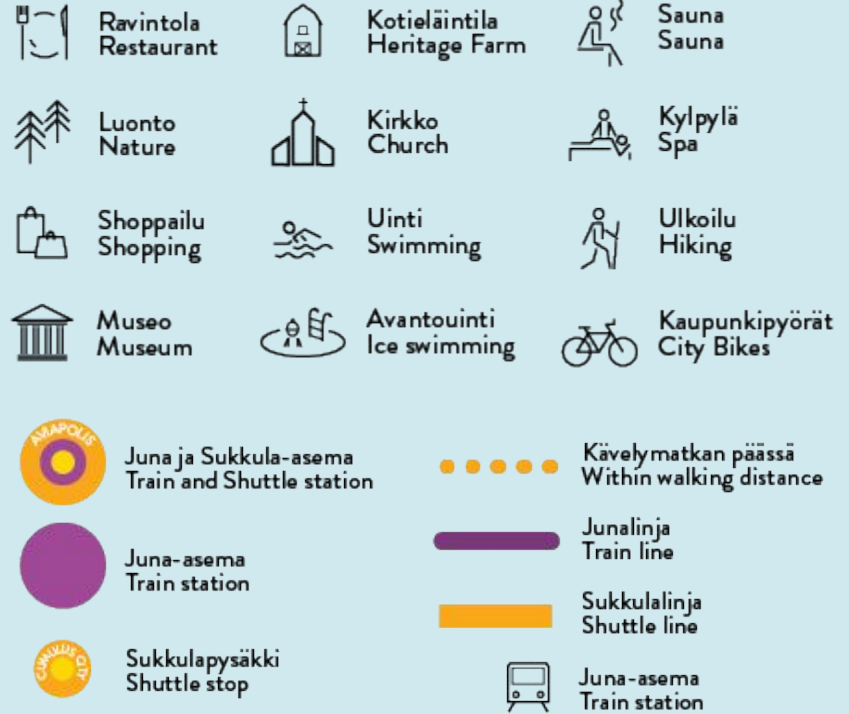 Ravintola
Restaurant
Kotieläintila
Heritage Farm
Sauna
Sauna
Luonto
Nature
Kirkko
Church
Kylpylä
Spa
Shoppailu
Shopping
Uinti
Swimming
Ulkoilu
Hiking
Museo
Museum
Avantouinti
Ice swimming
Kaupunkipyörät
City Bikes
AVIAPOLIS
Juna ja Sukkula-asema
Train and Shuttle station
Kävelymatkan päässä
Within walking distance
Junalinja
Train line
Juna-asema
Train station
Sukkulalinja
Shuttle line
CUMULUS CITY
Sukkulapysäkki
Shuttle stop
Juna-asema
Train station